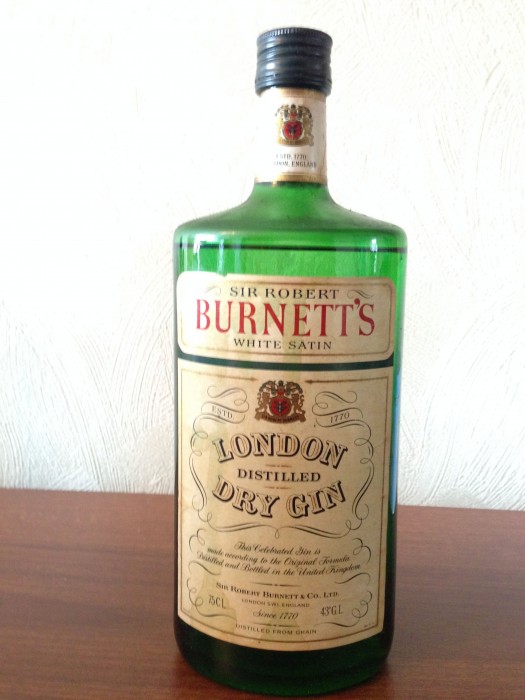 ESTD. 1770
LONDON, ENGLAND
SIR ROBERT
BURNETT'S
WHITE SATIN
ESTD. 1770
LONDON
DISTILLED
DRY GIN
This Celebrated Gin is
made according to the Original Formula
Distilled and Bottled in the United Kingdom
SIR ROBERT BURNETT & CO. LTD.
LONDON SW1 ENGLAND
75CL Since 1770 43°G.L.
DISTILLED FROM GRAIN